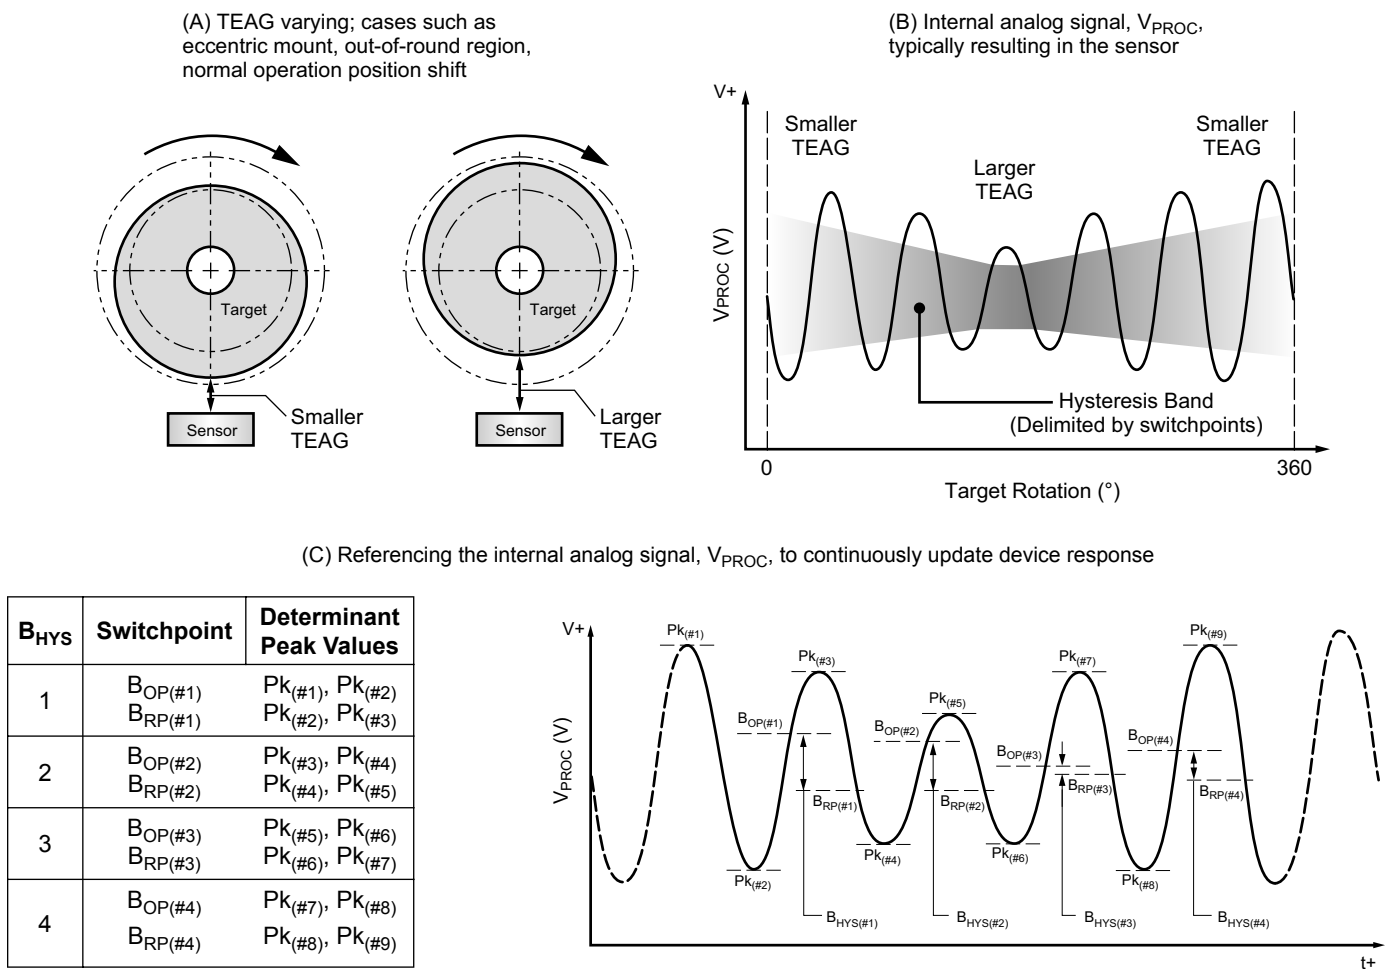 (A) TEAG varying; cases such as
eccentric mount, out-of-round region,
normal operation position shift
Target
Sensor
Smaller
TEAG
Target
Sensor
Larger
TEAG
(B) Internal analog signal, VPROC,
typically resulting in the sensor
V+
Smaller
TEAG
Larger
TEAG
Smaller
TEAG
VPROC (V)
Hysteresis Band
(Delimited by switchpoints)
0
360
Target Rotation (°)
(C) Referencing the internal analog signal, VPROC, to continuously update device response
BHYS Switchpoint Determinant
Peak Values
1 BOP(#1) Pk(#1), Pk(#2)
BRP(#1) Pk(#2), Pk(#3)
2 BOP(#2) Pk(#3), Pk(#4)
BRP(#2) Pk(#4), Pk(#5)
3 BOP(#3) Pk(#5), Pk(#6)
BRP(#3) Pk(#6), Pk(#7)
4 BOP(#4) Pk(#7), Pk(#8)
BRP(#4) Pk(#8), Pk(#9)
V+
VPROC (V)
Pk(#1)
Pk(#3)
Pk(#5)
Pk(#7)
Pk(#9)
BOP(#1)
BOP(#2)
BOP(#3)
BOP(#4)
BRP(#1)
BRP(#2)
BRP(#3)
BRP(#4)
Pk(#2)
Pk(#4)
Pk(#6)
Pk(#8)
BHYS(#1)
BHYS(#2)
BHYS(#3)
BHYS(#4)
t+